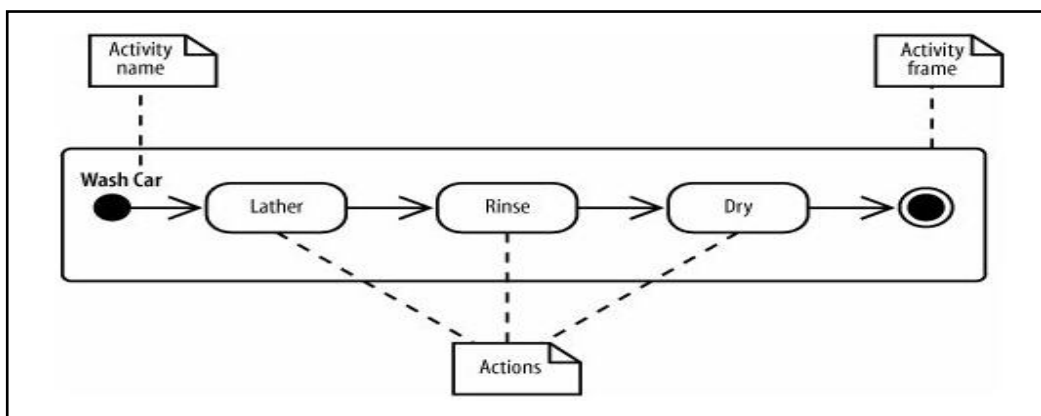 Activity
name
Activity
frame
Wash Car
Lather
Rinse
Dry
Actions